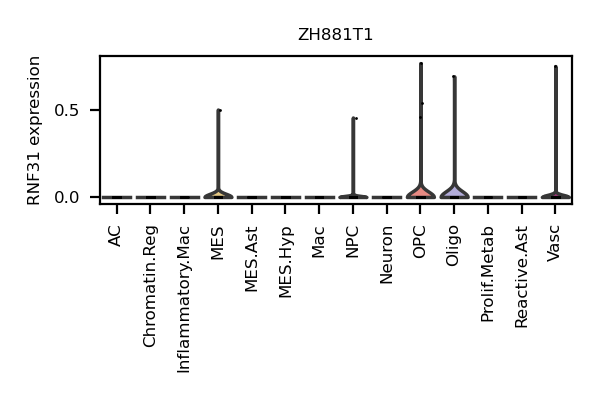 ZH881T1
RNF31 expression
0.5
0.0
AC
Chromatin.Reg
Inflammatory.Mac
MES
MES.Ast
MES.Hyp
Mac
NPC
Neuron
OPC
Oligo
Prolif.Metab
Reactive.Ast
Vasc